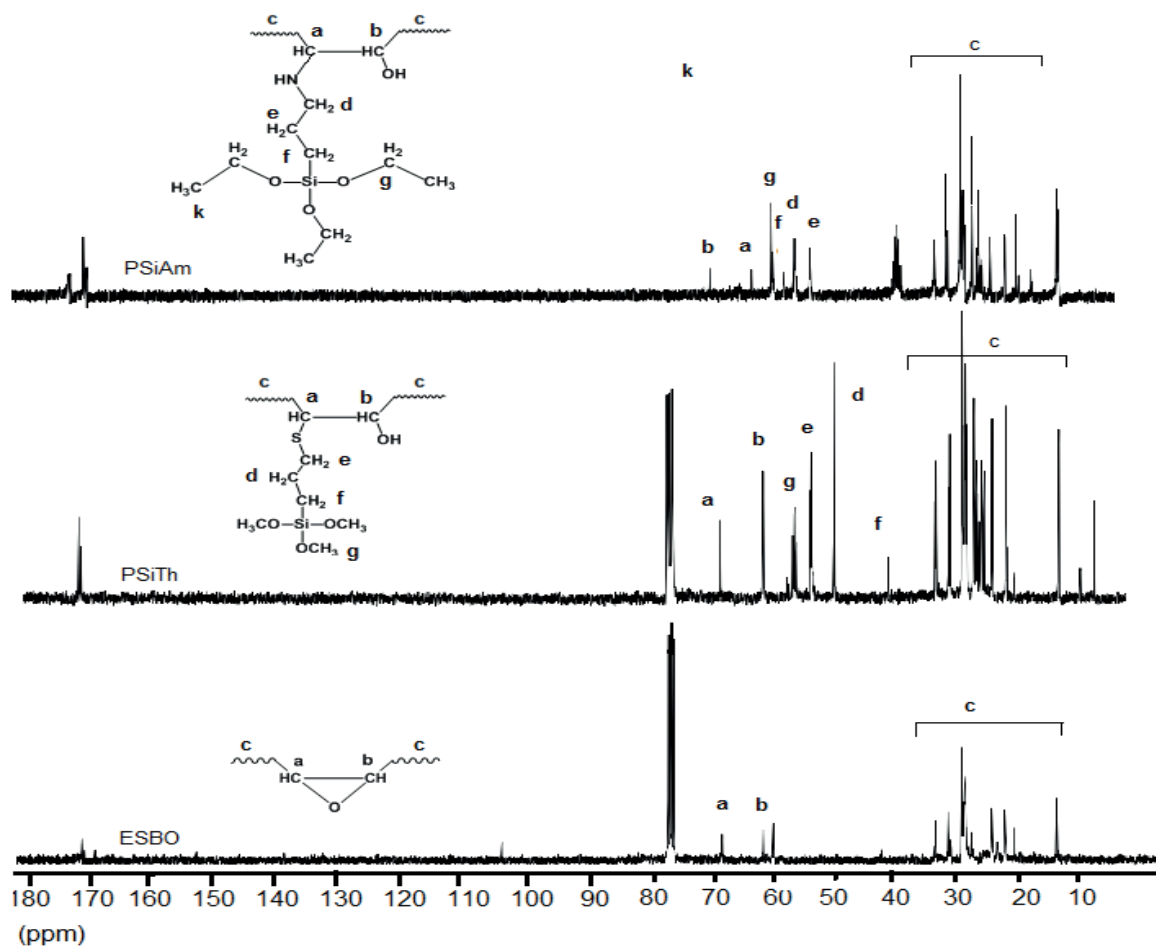 c a b c
c
HC HC
HN OH
k
CH₂ d
e H₂C
f CH₂
H₂ H₂
C C
g
O Si O
g CH₃
H₃C
k
O
CH₂
H₃C
d
f
e
b a
PSiAm
c
c a b c
HC HC
S OH
CH₂ e
d H₂C
CH₂ f
H₃CO Si OCH₃
OCH₃ g
PSiTh
d
e
b
g
a
f
c
c a b c
HC CH
O
a b
ESBO
180 170 160 150 140 130 120 110 100 90 80 70 60 50 40 30 20 10
(ppm)